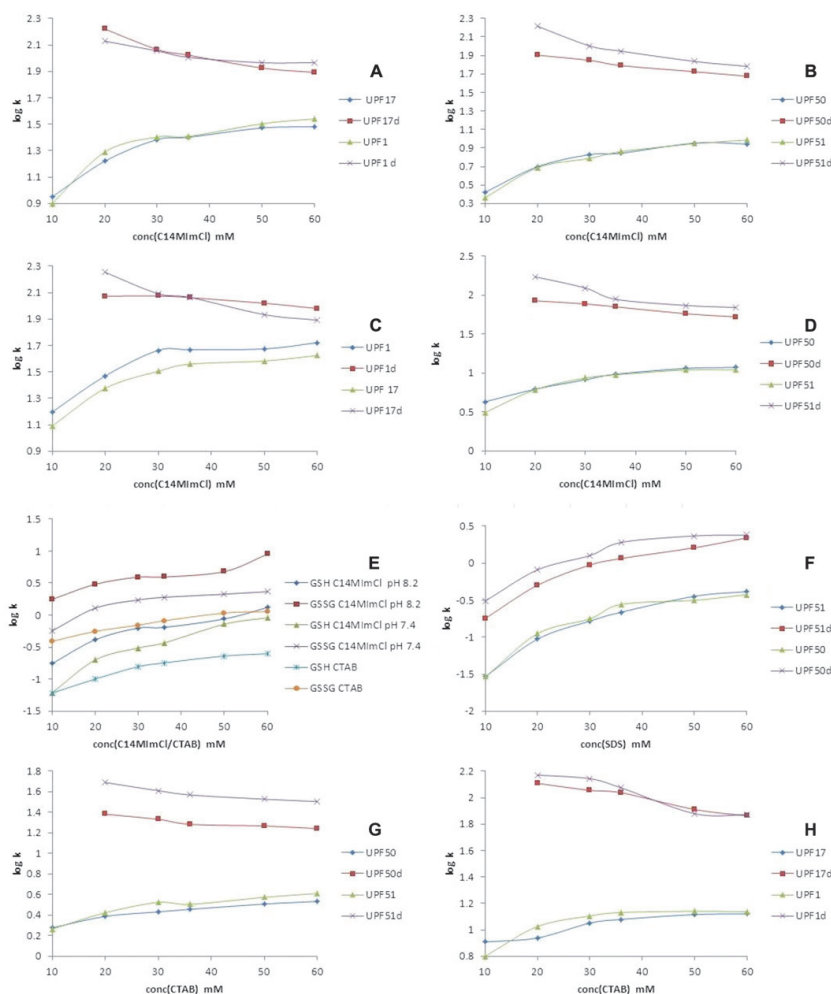 2.3
2.1
1.9
1.7
1.5
1.3
1.1
0.9
log k
10 20 30 40 50 60
conc(C14MImCl) mM
A
UPF17
UPF17d
UPF1
UPF1 d
2.3
2.1
1.9
1.7
1.5
1.3
1.1
0.9
0.7
0.5
0.3
log k
10 20 30 40 50 60
conc(C14MImCl) mM
B
UPF50
UPF50d
UPF51
UPF51d
2.3
2.1
1.9
1.7
1.5
1.3
1.1
0.9
log k
10 20 30 40 50 60
conc(C14MImCl) mM
C
UPF1
UPF1d
UPF 17
UPF17d
2.5
2
1.5
1
0.5
0
log k
10 20 30 40 50 60
conc(C14MImCl) mM
D
UPF50
UPF50d
UPF51
UPF51d
1.5
1
0.5
0
-0.5
-1
-1.5
log k
10 20 30 40 50 60
conc(C14MImCl/CTAB) mM
E
GSH C14MImCl pH 8.2
GSSG C14MImCl pH 8.2
GSH C14MImCl pH 7.4
GSSG C14MImCl pH 7.4
GSH CTAB
GSSG CTAB
0.5
0
-0.5
-1
-1.5
-2
log k
10 20 30 40 50 60
conc(SDS) mM
F
UPF51
UPF51d
UPF50
UPF50d
1.8
1.6
1.4
1.2
1
0.8
0.6
0.4
0.2
0
log k
10 20 30 40 50 60
conc(CTAB) mM
G
UPF50
UPF50d
UPF51
UPF51d
2.2
2
1.8
1.6
1.4
1.2
1
0.8
log k
10 20 30 40 50 60
conc(CTAB) mM
H
UPF17
UPF17d
UPF1
UPF1d